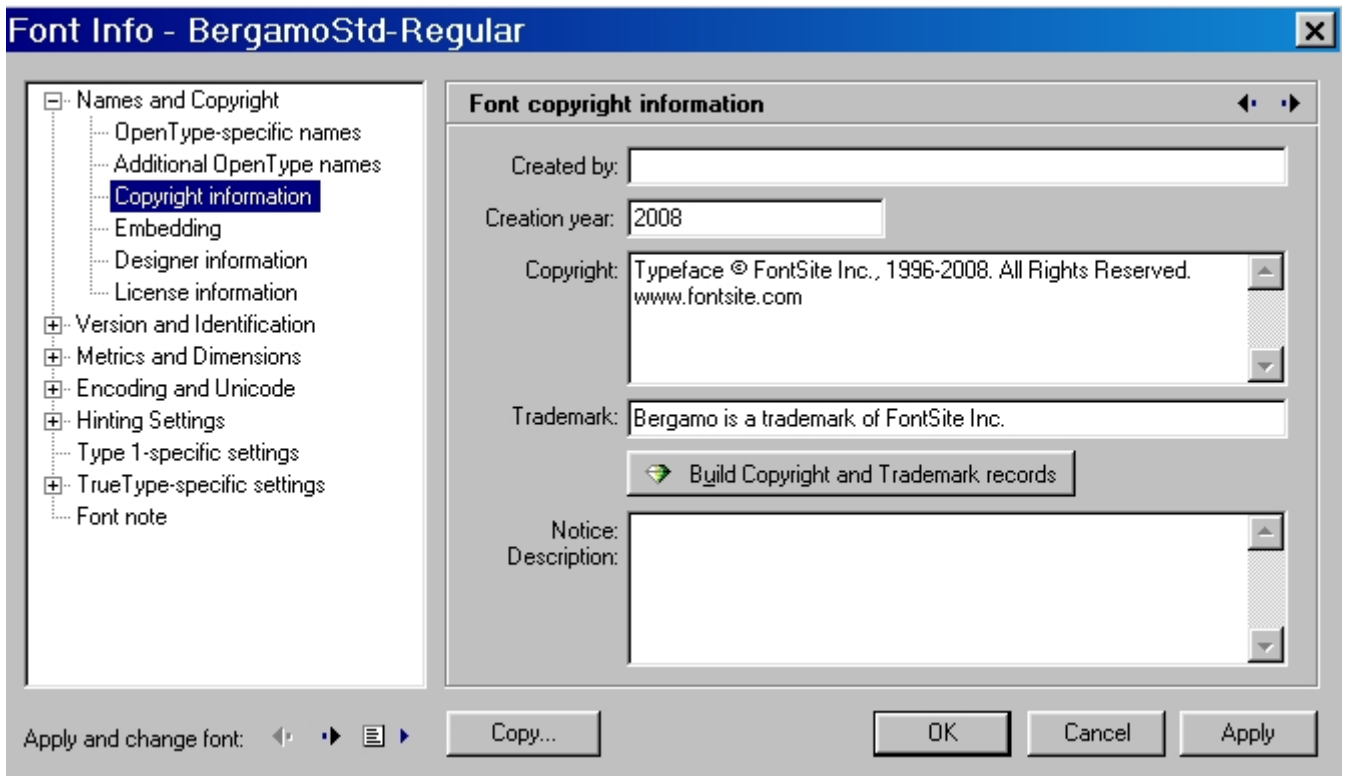 Font Info - BergamoStd-Regular
Names and Copyright
OpenType-specific names
Additional OpenType names
Copyright information
Embedding
Designer information
License information
Version and Identification
Metrics and Dimensions
Encoding and Unicode
Hinting Settings
Type 1-specific settings
TrueType-specific settings
Font note
Font copyright information
Created by:
Creation year: 2008
Copyright: Typeface © FontSite Inc., 1996-2008. All Rights Reserved.
www.fontsite.com
Trademark: Bergamo is a trademark of FontSite Inc.
Build Copyright and Trademark records
Notice:
Description:
Apply and change font:
Copy...
OK
Cancel
Apply